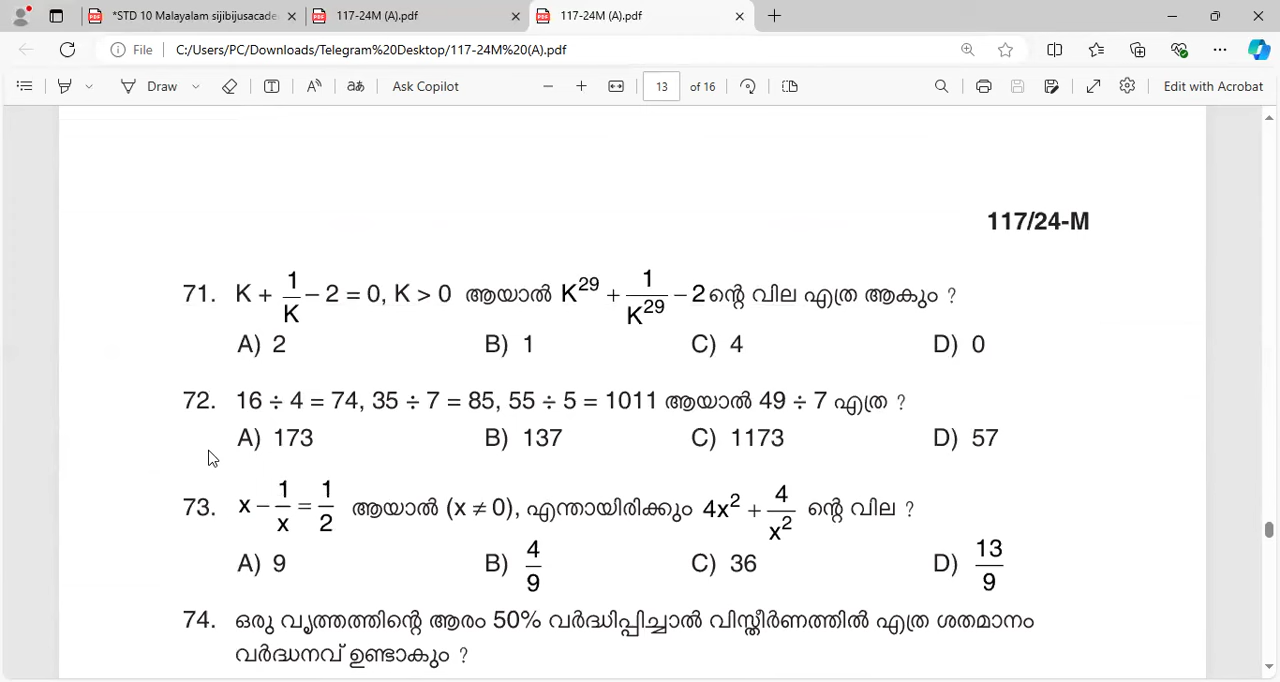 *STD 10 Malayalam sijibijusacade
117-24M (A).pdf
117-24M (A).pdf
File
C:/Users/PC/Downloads/Telegram%20Desktop/117-24M%20(A).pdf
Draw
Ask Copilot
13 of 16
Edit with Acrobat
117/24-M
71. K + 1/K − 2 = 0, K > 0 ആയാൽ K^29 + 1/K^29 − 2 ന്റെ വില എത്ര ആകും ?
A) 2 B) 1 C) 4 D) 0
72. 16 ÷ 4 = 74, 35 ÷ 7 = 85, 55 ÷ 5 = 1011 ആയാൽ 49 ÷ 7 എത്ര ?
A) 173 B) 137 C) 1173 D) 57
73. x − 1/x = 1/2 ആയാൽ (x ≠ 0), എന്തായിരിക്കും 4x² + 4/x² ന്റെ വില ?
A) 9 B) 4/9 C) 36 D) 13/9
74. ഒരു വൃത്തത്തിന്റെ ആരം 50% വർദ്ധിപ്പിച്ചാൽ വിസ്തീർണത്തിൽ എത്ര ശതമാനം
വർദ്ധനവ് ഉണ്ടാകും ?